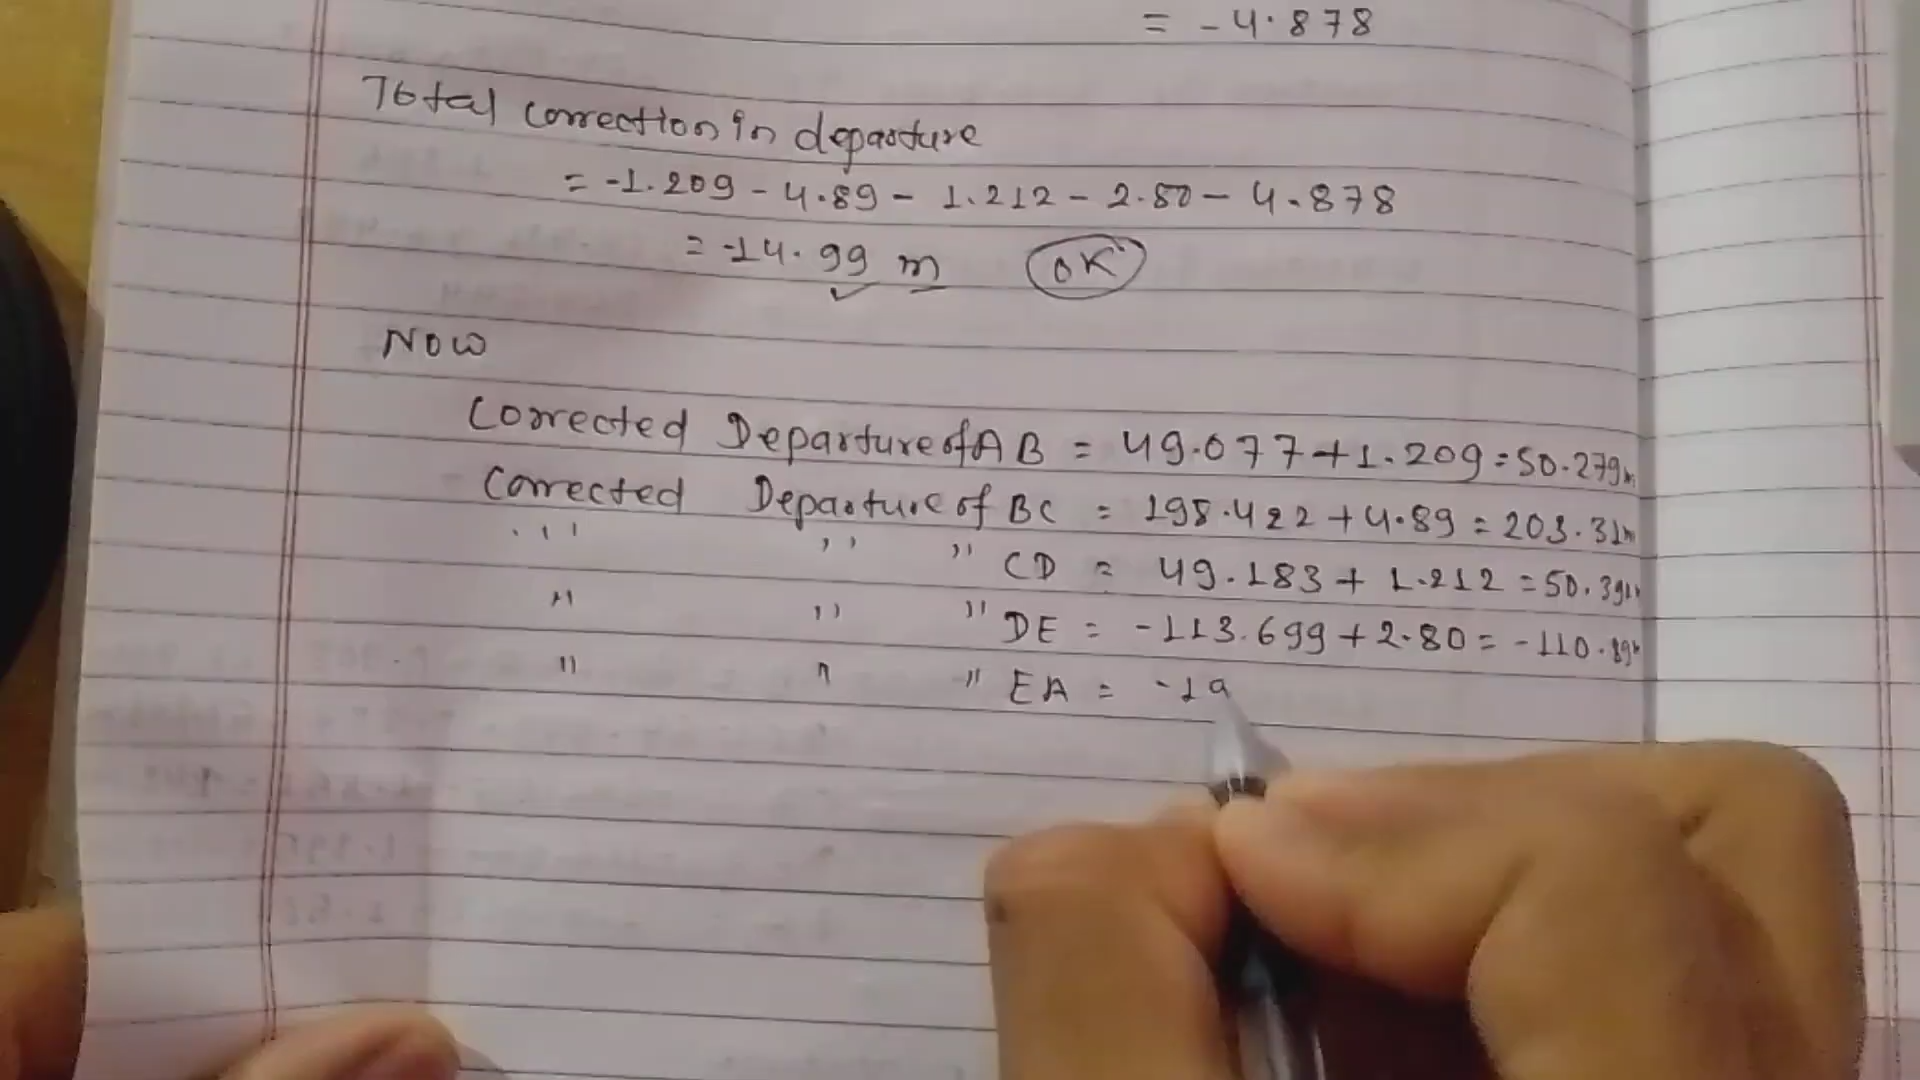 = -4.878
Total correction in departure
= -1.209 - 4.89 - 1.212 - 2.80 - 4.878
= -14.99 m OK
NOW
Corrected Departure of AB = 49.077 + 1.209 = 50.279m
Corrected Departure of BC = 198.422 + 4.89 = 203.31m
,,, ,, ,, CD = 49.183 + 1.212 = 50.39m
,, ,, ,, DE = -113.699 + 2.80 = -110.89m
,, ,, ,, EA = -19